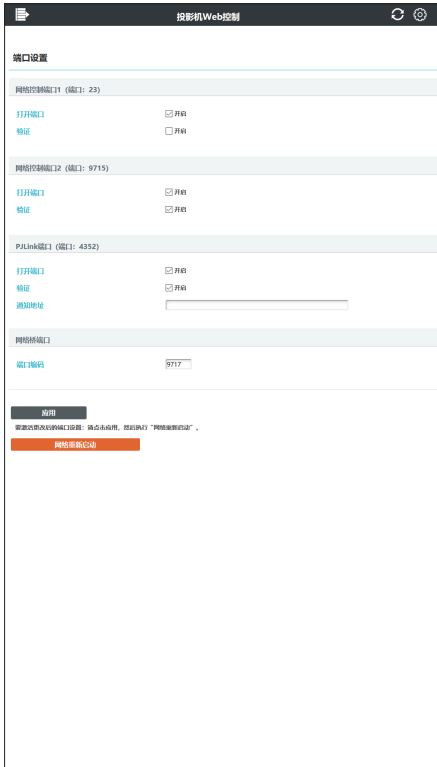 投影机Web控制
端口设置
网络控制端口1（端口：23）
打开端口 开启
验证 开启
网络控制端口2（端口：9715）
打开端口 开启
验证 开启
PJLink端口（端口：4352）
打开端口 开启
验证 开启
通知地址
网络桥端口
端口编码 9717
应用
要激活更改后的端口设置：请点击应用，然后执行“网络重新启动”。
网络重新启动